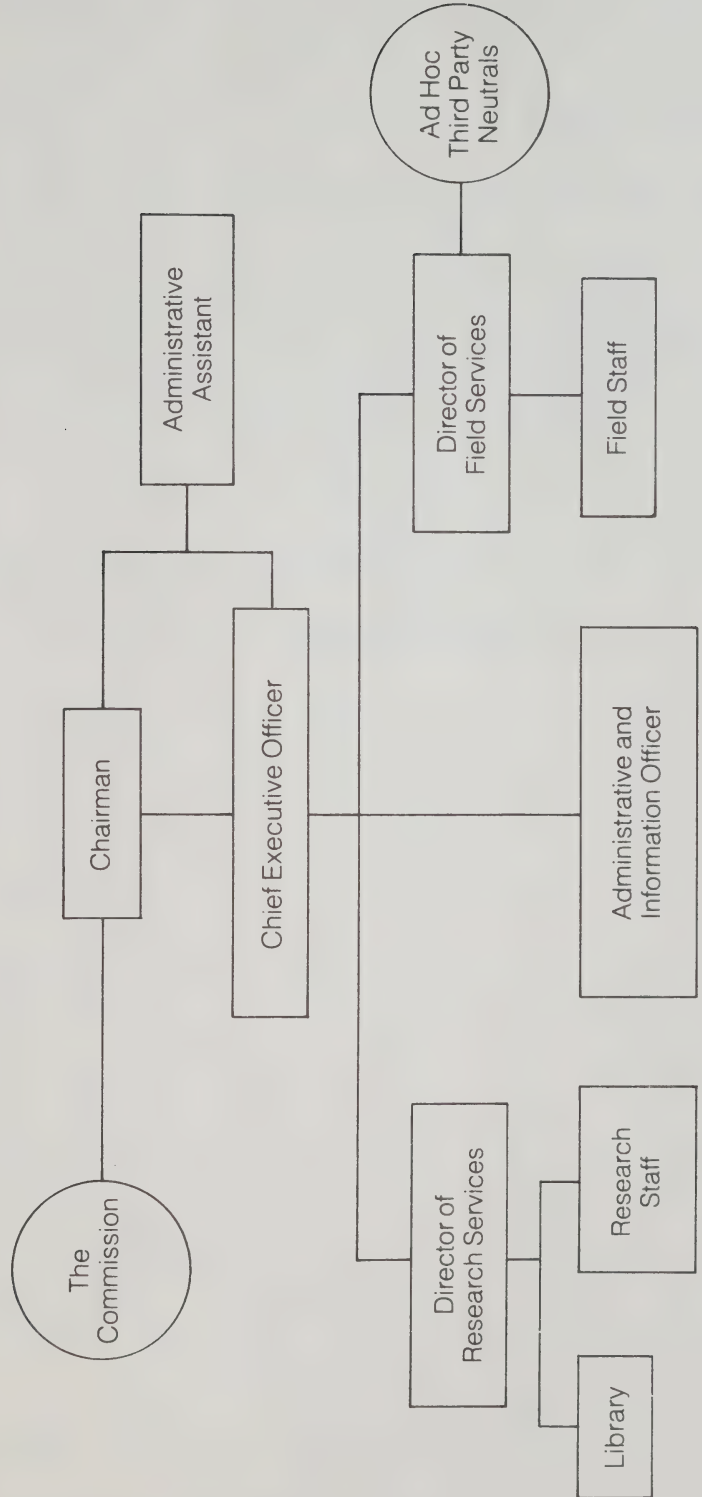 The
Commission
Chairman
Administrative
Assistant
Chief Executive Officer
Director of
Research Services
Director of
Field Services
Ad Hoc
Third Party
Neutrals
Library
Research
Staff
Administrative and
Information Officer
Field Staff